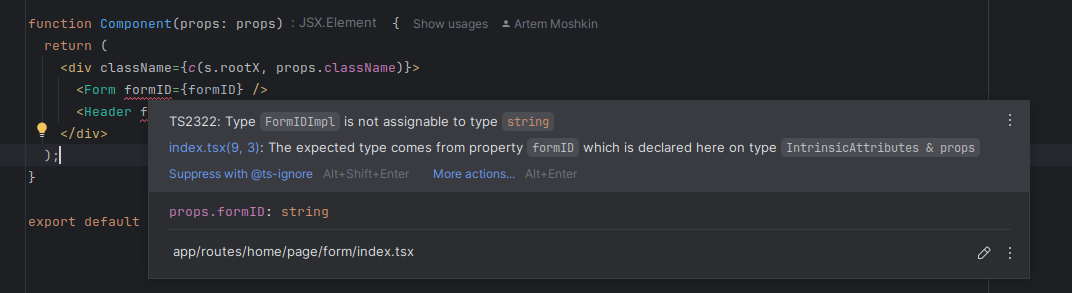 function Component(props: props) : JSX.Element { Show usages Artem Moshkin
return (
<div className={c(s.rootX, props.className)}>
<Form formID={formID} />
<Header f
</div>
);
}
export default
TS2322: Type FormIDImpl is not assignable to type string
index.tsx(9, 3): The expected type comes from property formID which is declared here on type IntrinsicAttributes & props
Suppress with @ts-ignore Alt+Shift+Enter More actions... Alt+Enter
props.formID: string
app/routes/home/page/form/index.tsx